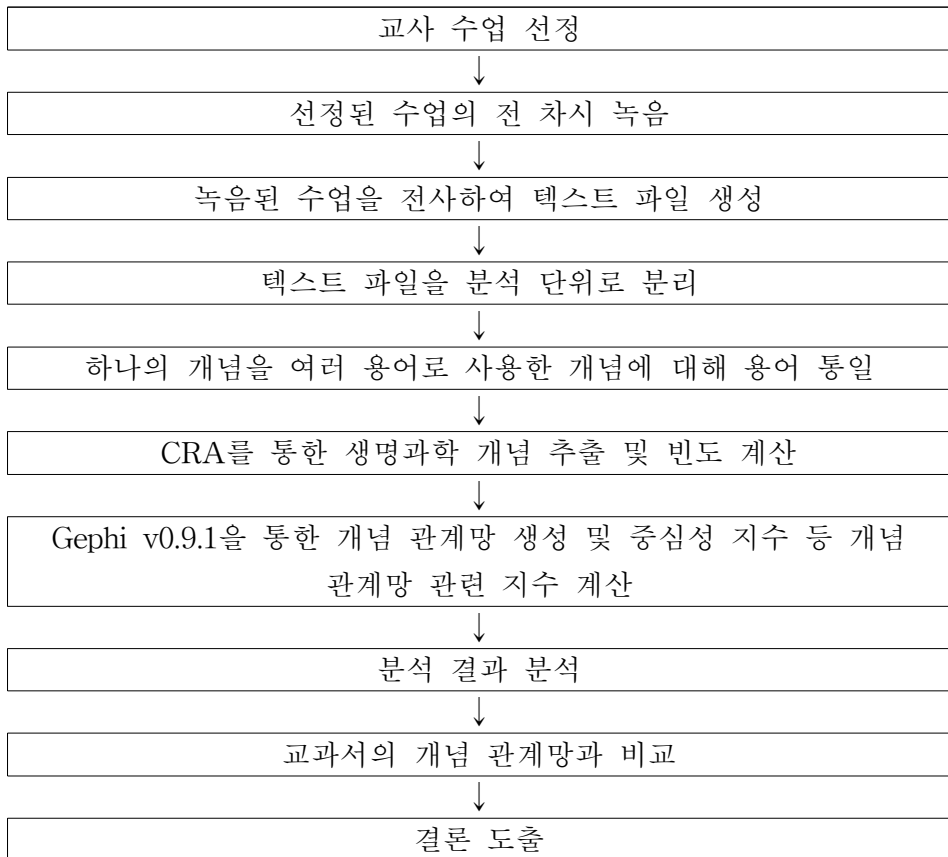 교사 수업 선정
↓
선정된 수업의 전 차시 녹음
↓
녹음된 수업을 전사하여 텍스트 파일 생성
↓
텍스트 파일을 분석 단위로 분리
↓
하나의 개념을 여러 용어로 사용한 개념에 대해 용어 통일
↓
CRA를 통한 생명과학 개념 추출 및 빈도 계산
↓
Gephi v0.9.1을 통한 개념 관계망 생성 및 중심성 지수 등 개념
관계망 관련 지수 계산
↓
분석 결과 분석
↓
교과서의 개념 관계망과 비교
↓
결론 도출